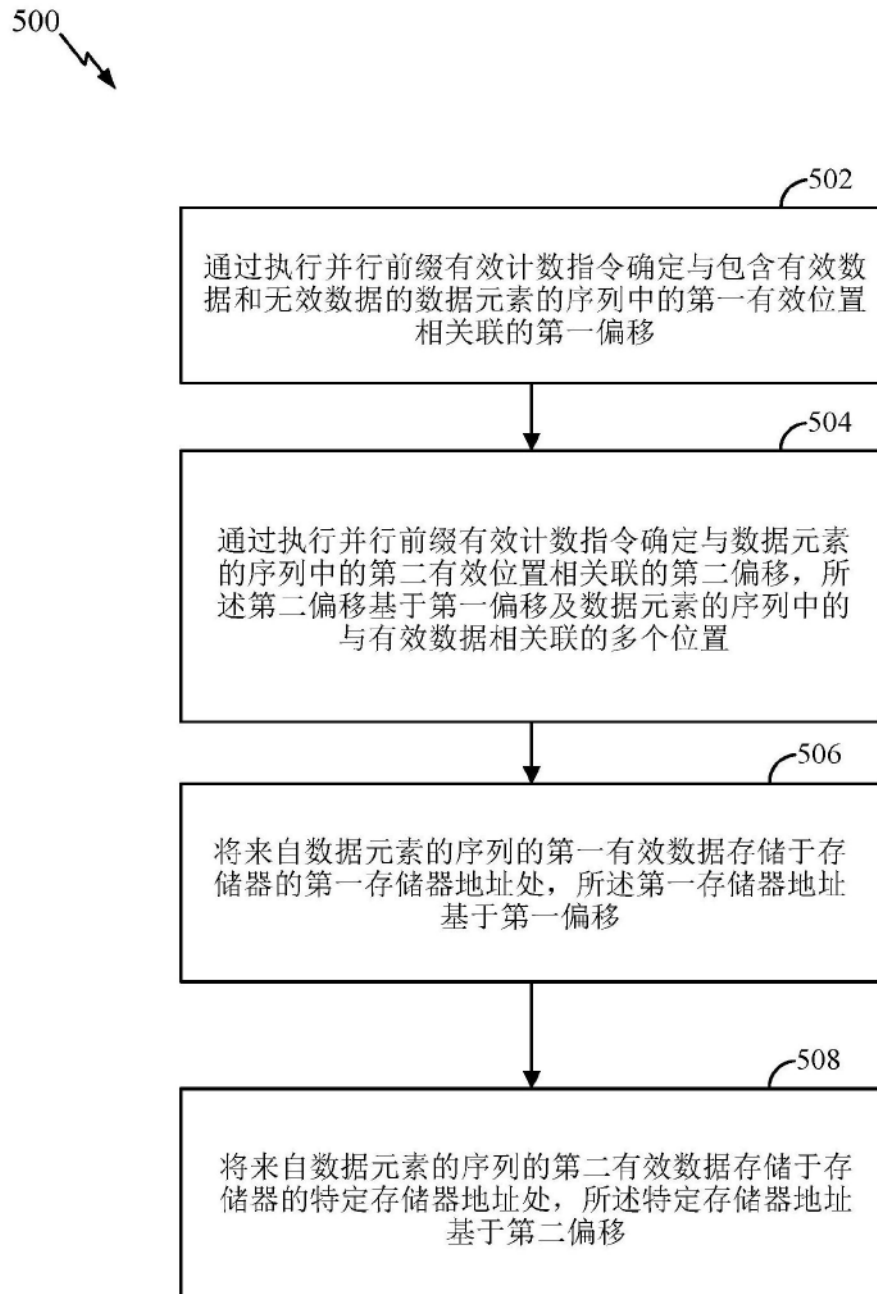 500
502
通过执行并行前缀有效计数指令确定与包含有效数
据和无效数据的数据元素的序列中的第一有效位置
相关联的第一偏移
504
通过执行并行前缀有效计数指令确定与数据元素
的序列中的第二有效位置相关联的第二偏移，所
述第二偏移基于第一偏移及数据元素的序列中的
与有效数据相关联的多个位置
506
将来自数据元素的序列的第一有效数据存储于存
储器的第一存储器地址处，所述第一存储器地址
基于第一偏移
508
将来自数据元素的序列的第二有效数据存储于存
储器的特定存储器地址处，所述特定存储器地址
基于第二偏移